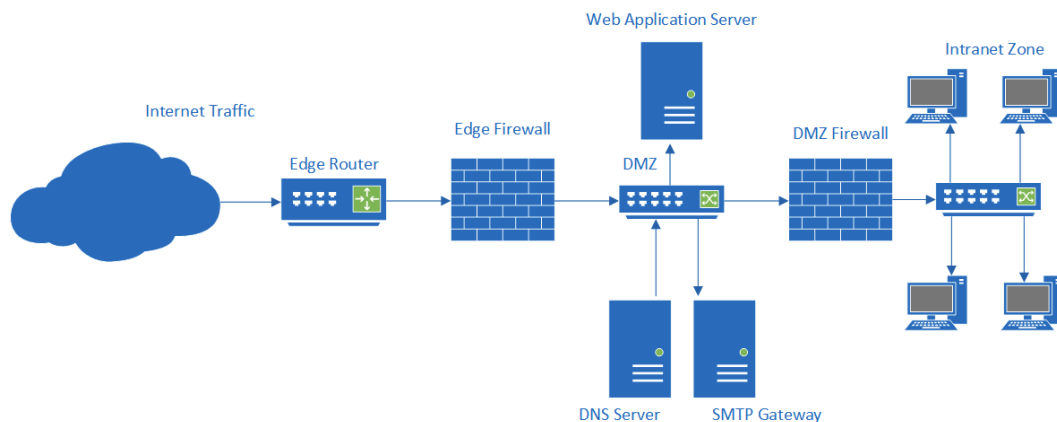 Web Application Server
Intranet Zone
Internet Traffic
Edge Firewall
DMZ Firewall
Edge Router
DMZ
DNS Server
SMTP Gateway